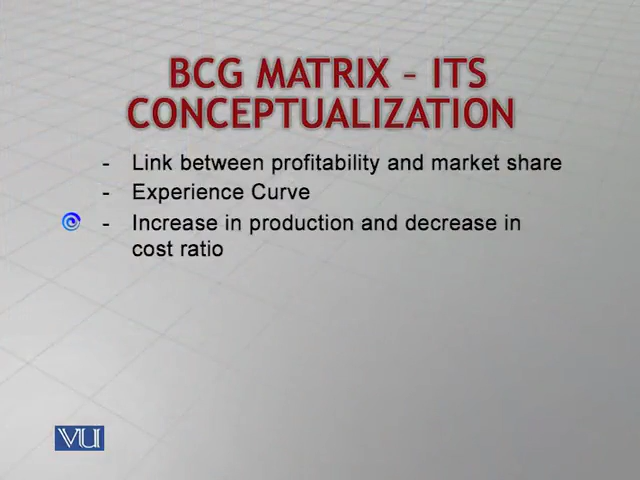 BCG MATRIX – ITS
CONCEPTUALIZATION
- Link between profitability and market share
- Experience Curve
- Increase in production and decrease in
cost ratio
VU